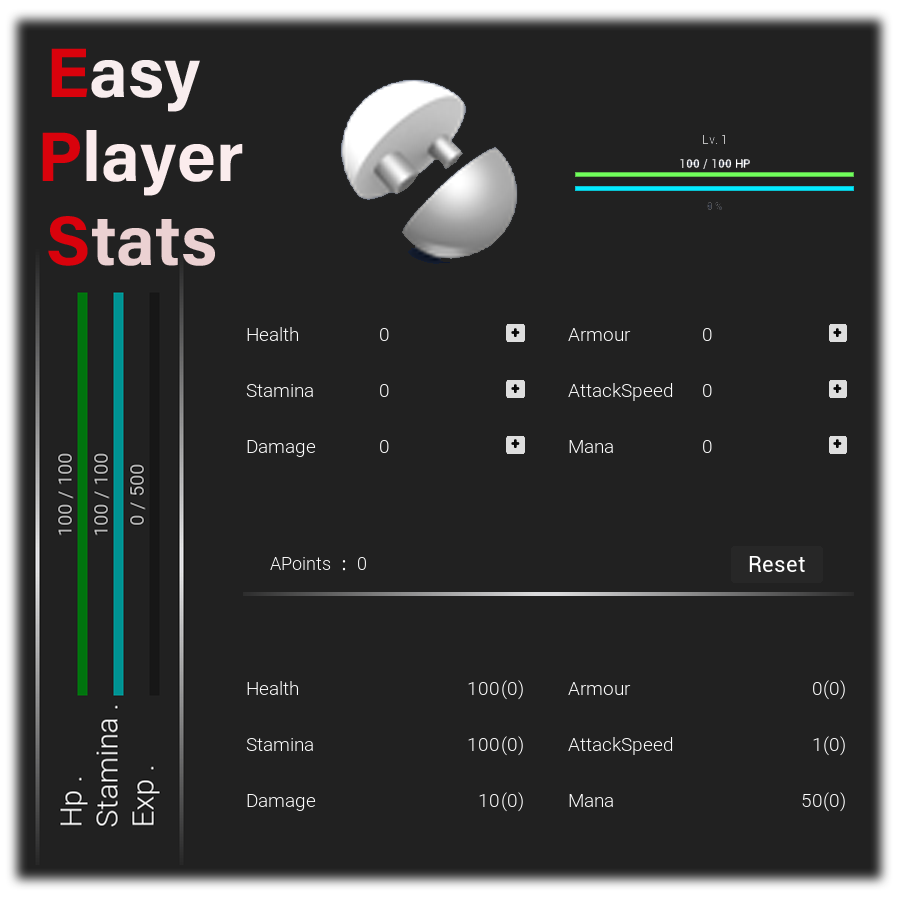 Easy
Player
Stats
Lv. 1
100 / 100 HP
0 %
Health 0 + Armour 0 +
Stamina 0 + AttackSpeed 0 +
Damage 0 + Mana 0 +
APoints : 0 Reset
Health 100(0) Armour 0(0)
Stamina 100(0) AttackSpeed 1(0)
Damage 10(0) Mana 50(0)
Hp . 100 / 100
Stamina . 100 / 100
Exp . 0 / 500